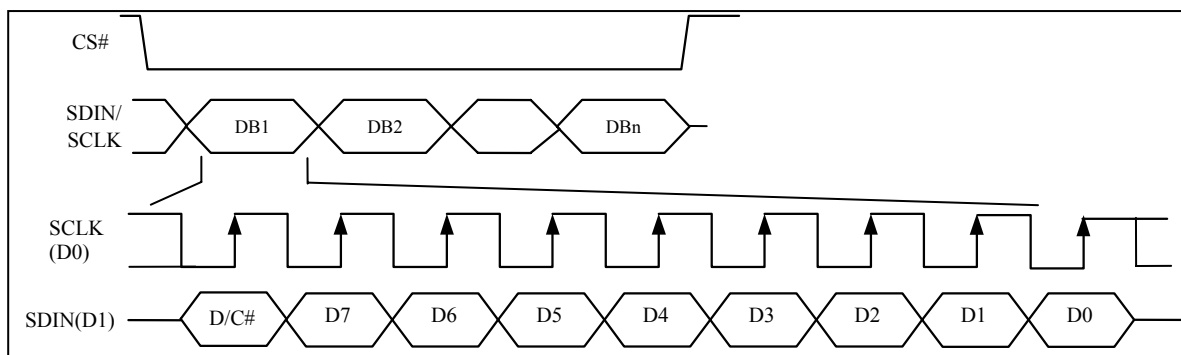 CS#
SDIN/
SCLK
DB1 DB2 DBn
SCLK
(D0)
SDIN(D1) D/C# D7 D6 D5 D4 D3 D2 D1 D0